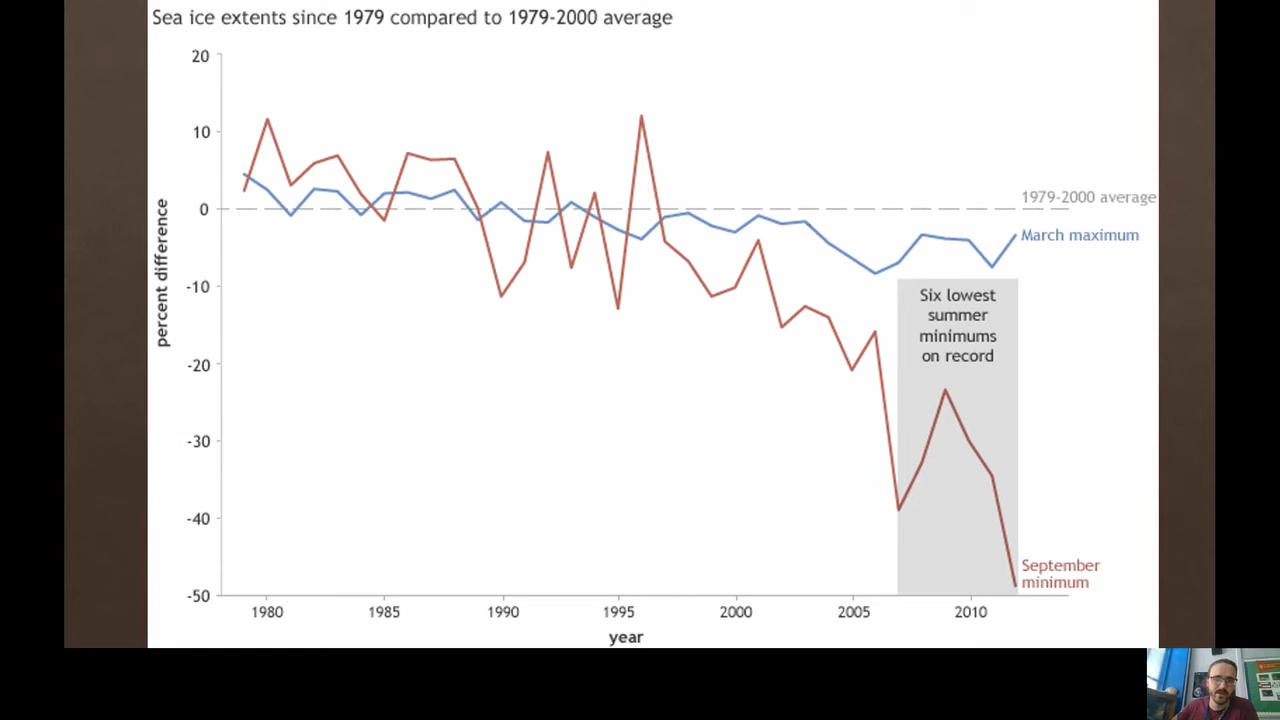 Sea ice extents since 1979 compared to 1979-2000 average
20
10
0
-10
-20
-30
-40
-50
percent difference
1979-2000 average
March maximum
Six lowest
summer
minimums
on record
September
minimum
1980 1985 1990 1995 2000 2005 2010
year